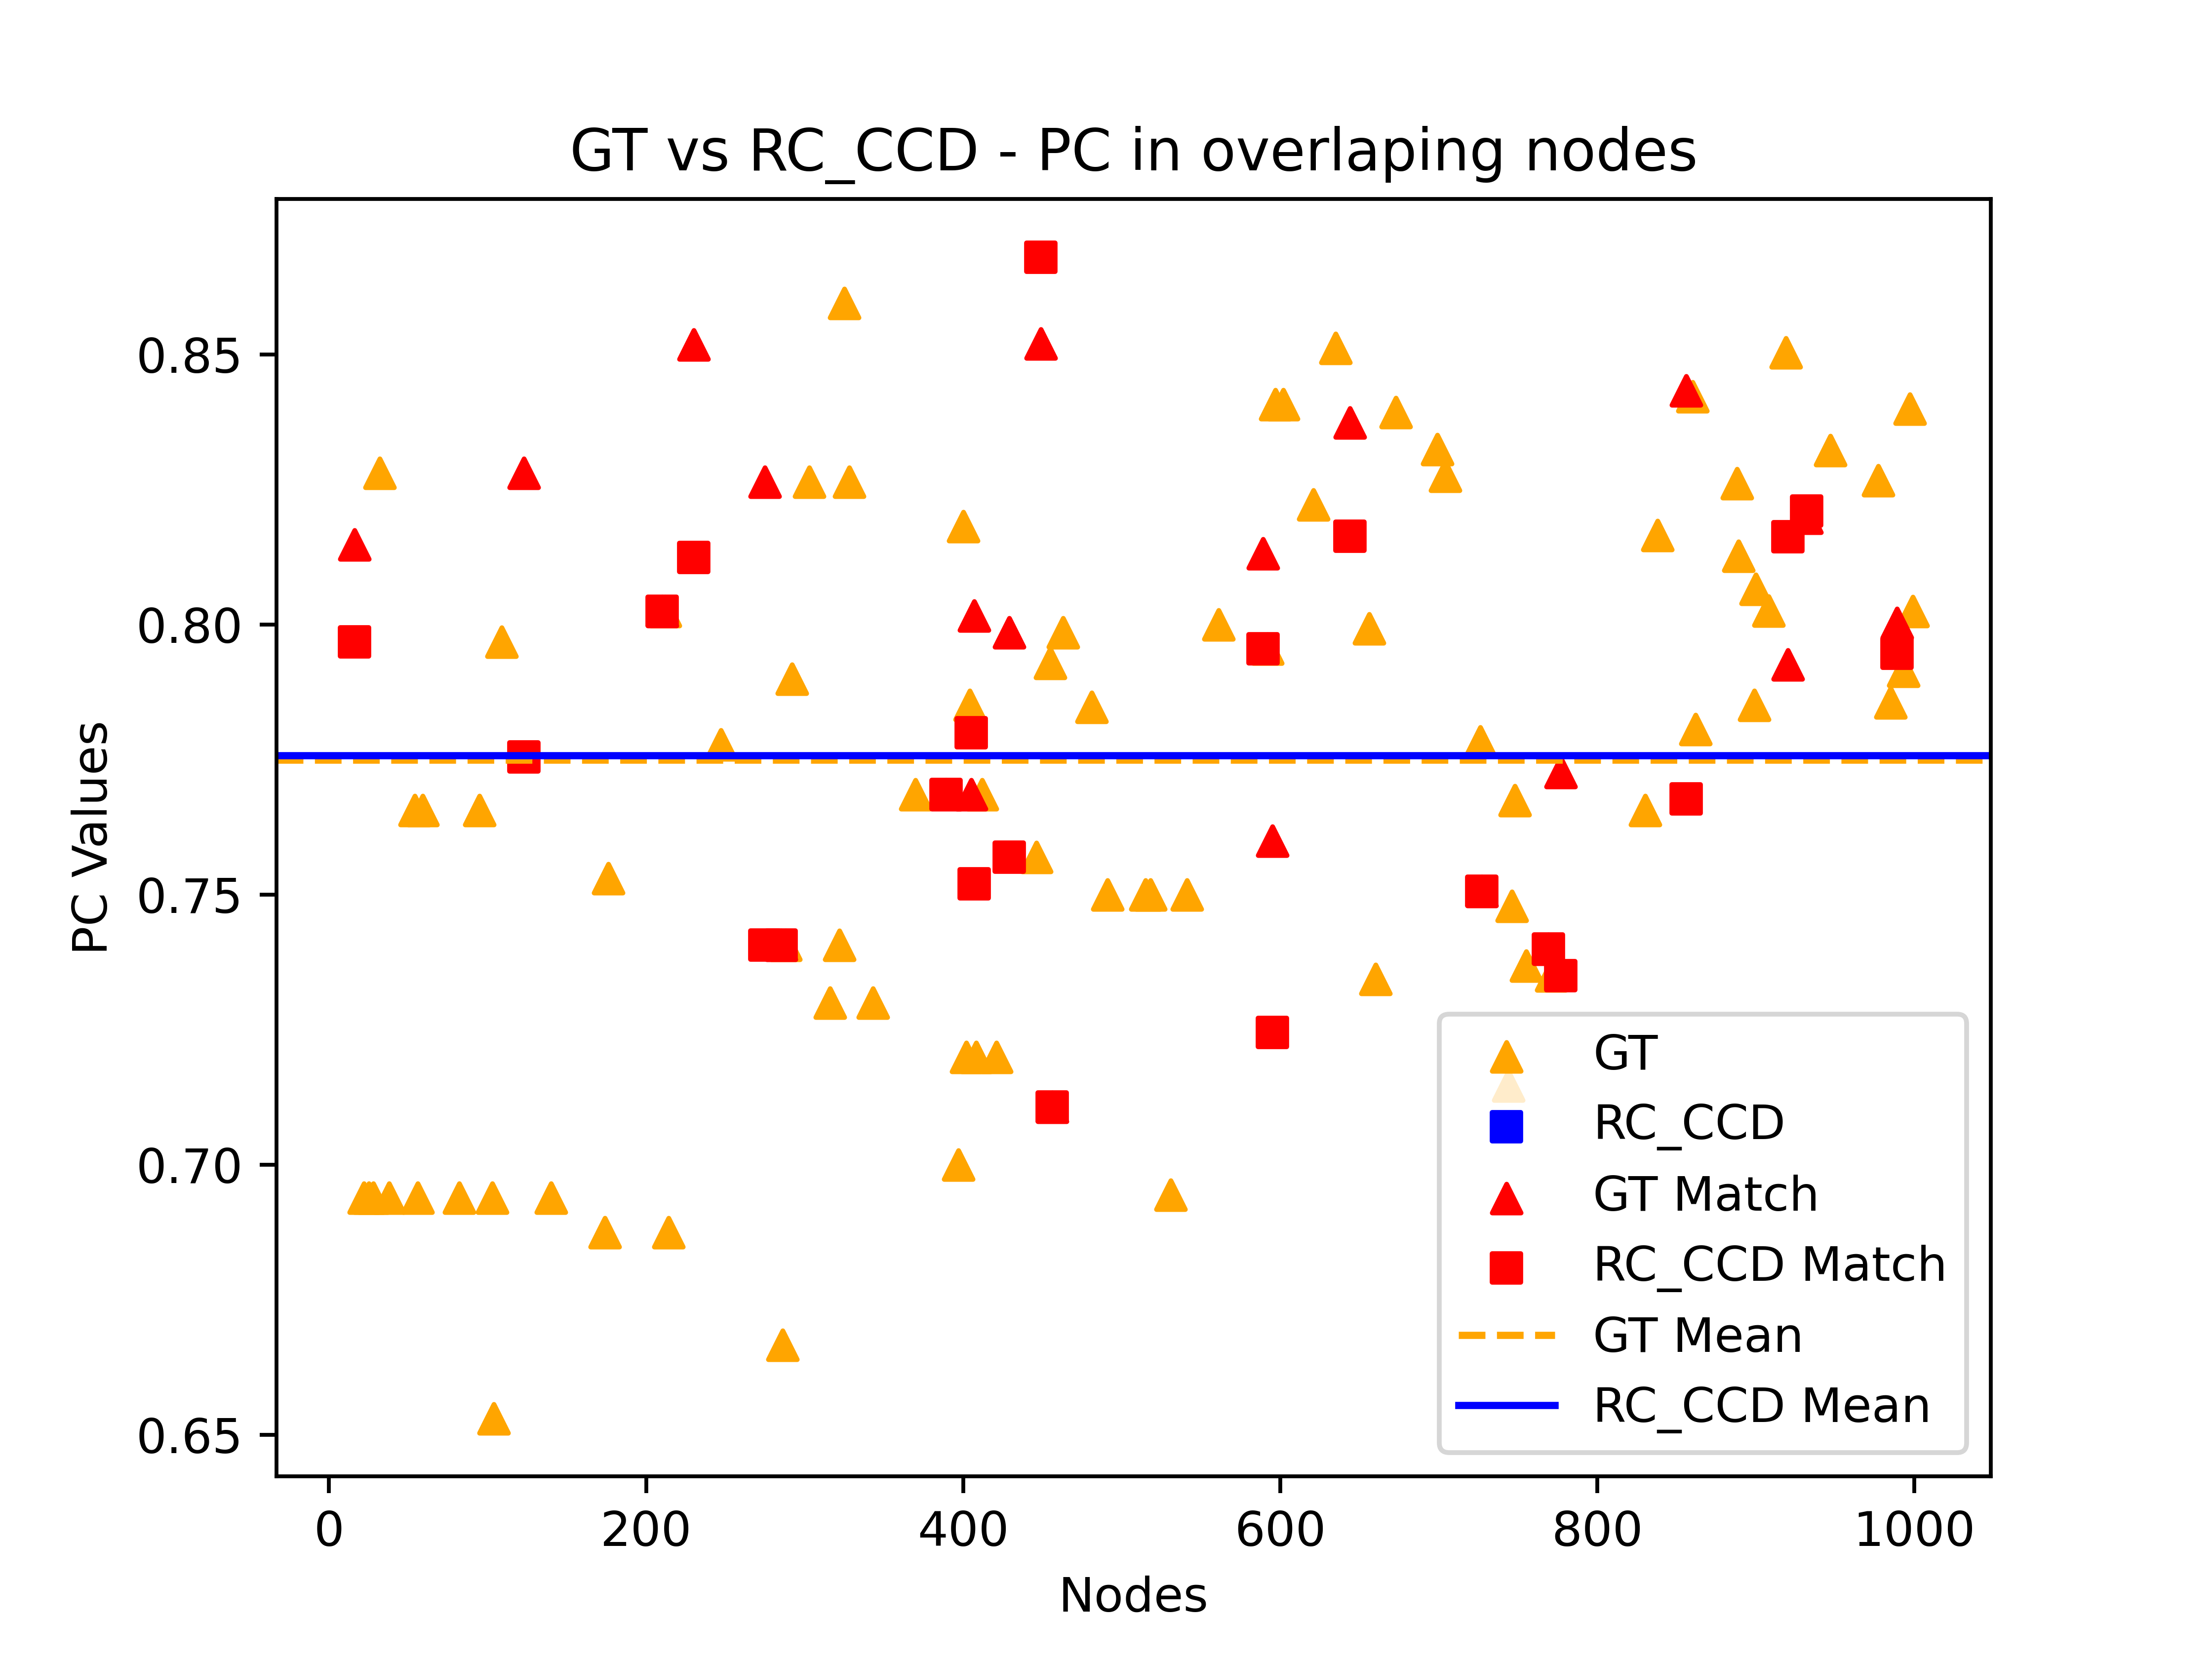 GT vs RC_CCD - PC in overlaping nodes
0.85
0.80
0.75
0.70
0.65
PC Values
0 200 400 600 800 1000
Nodes
GT
RC_CCD
GT Match
RC_CCD Match
GT Mean
RC_CCD Mean